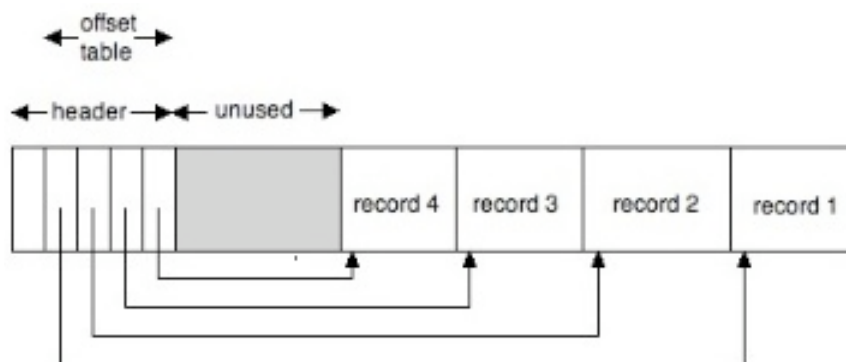 offset
table
header unused
record 4 record 3 record 2 record 1